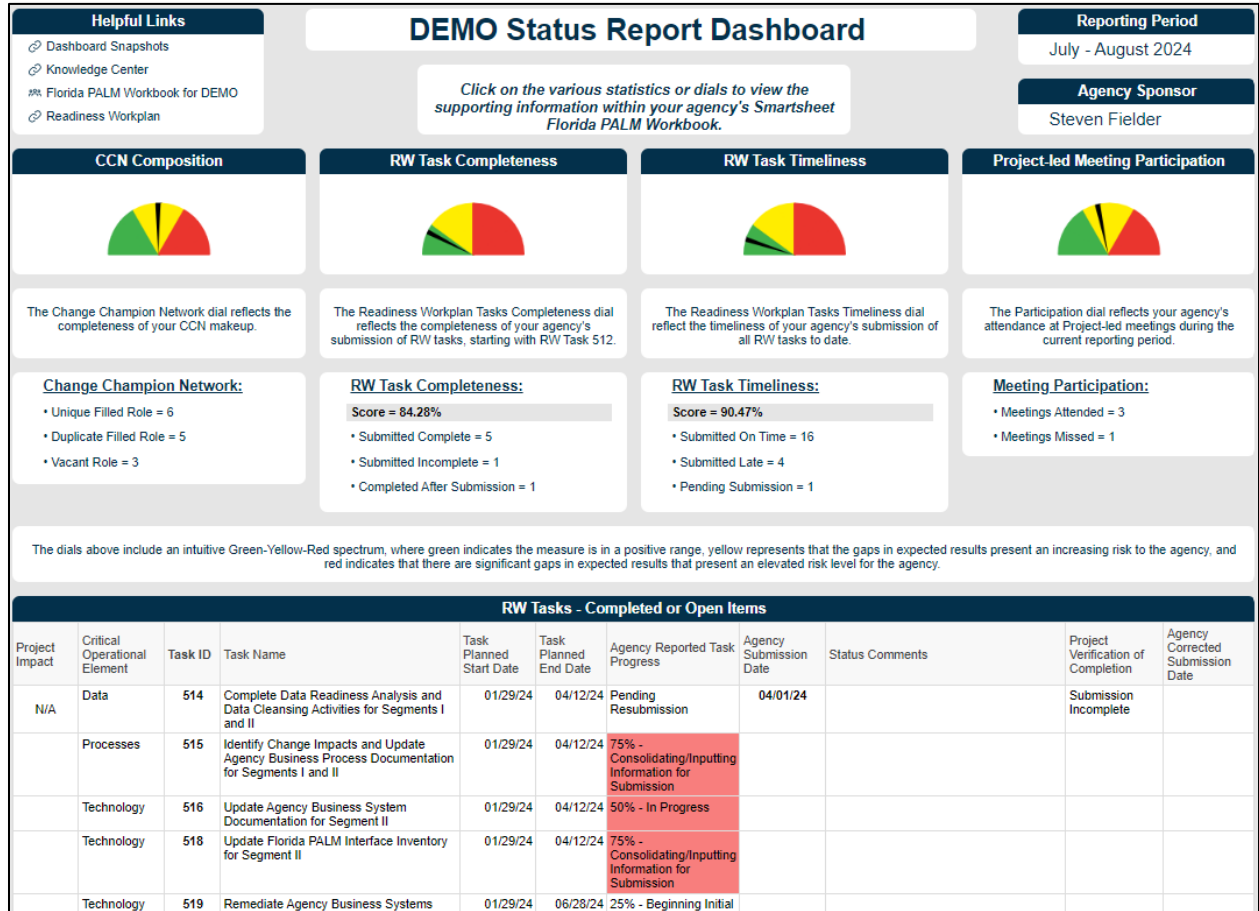 Helpful Links
Dashboard Snapshots
Knowledge Center
Florida PALM Workbook for DEMO
Readiness Workplan
DEMO Status Report Dashboard
Click on the various statistics or dials to view the
supporting information within your agency's Smartsheet
Florida PALM Workbook.
Reporting Period
July - August 2024
Agency Sponsor
Steven Fielder
CCN Composition
RW Task Completeness
RW Task Timeliness
Project-led Meeting Participation
The Change Champion Network dial reflects the
completeness of your CCN makeup.
The Readiness Workplan Tasks Completeness dial
reflects the completeness of your agency's
submission of RW tasks, starting with RW Task 512.
The Readiness Workplan Tasks Timeliness dial
reflect the timeliness of your agency's submission of
all RW tasks to date.
The Participation dial reflects your agency's
attendance at Project-led meetings during the
current reporting period.
Change Champion Network:
• Unique Filled Role = 6
• Duplicate Filled Role = 5
• Vacant Role = 3
RW Task Completeness:
Score = 84.28%
• Submitted Complete = 5
• Submitted Incomplete = 1
• Completed After Submission = 1
RW Task Timeliness:
Score = 90.47%
• Submitted On Time = 16
• Submitted Late = 4
• Pending Submission = 1
Meeting Participation:
• Meetings Attended = 3
• Meetings Missed = 1
The dials above include an intuitive Green-Yellow-Red spectrum, where green indicates the measure is in a positive range, yellow represents that the gaps in expected results present an increasing risk to the agency, and
red indicates that there are significant gaps in expected results that present an elevated risk level for the agency.
RW Tasks - Completed or Open Items
Project
Impact
Critical
Operational
Element
Task ID
Task Name
Task
Planned
Start Date
Task
Planned
End Date
Agency Reported Task
Progress
Agency
Submission
Date
Status Comments
Project
Verification of
Completion
Agency
Corrected
Submission
Date
N/A
Data
514
Complete Data Readiness Analysis and
Data Cleansing Activities for Segments I
and II
01/29/24
04/12/24
Pending
Resubmission
04/01/24
Submission
Incomplete
Processes
515
Identify Change Impacts and Update
Agency Business Process Documentation
for Segments I and II
01/29/24
04/12/24
75% -
Consolidating/Inputting
Information for
Submission
Technology
516
Update Agency Business System
Documentation for Segment II
01/29/24
04/12/24
50% - In Progress
Technology
518
Update Florida PALM Interface Inventory
for Segment II
01/29/24
04/12/24
75% -
Consolidating/Inputting
Information for
Submission
Technology
519
Remediate Agency Business Systems
01/29/24
06/28/24
25% - Beginning Initial